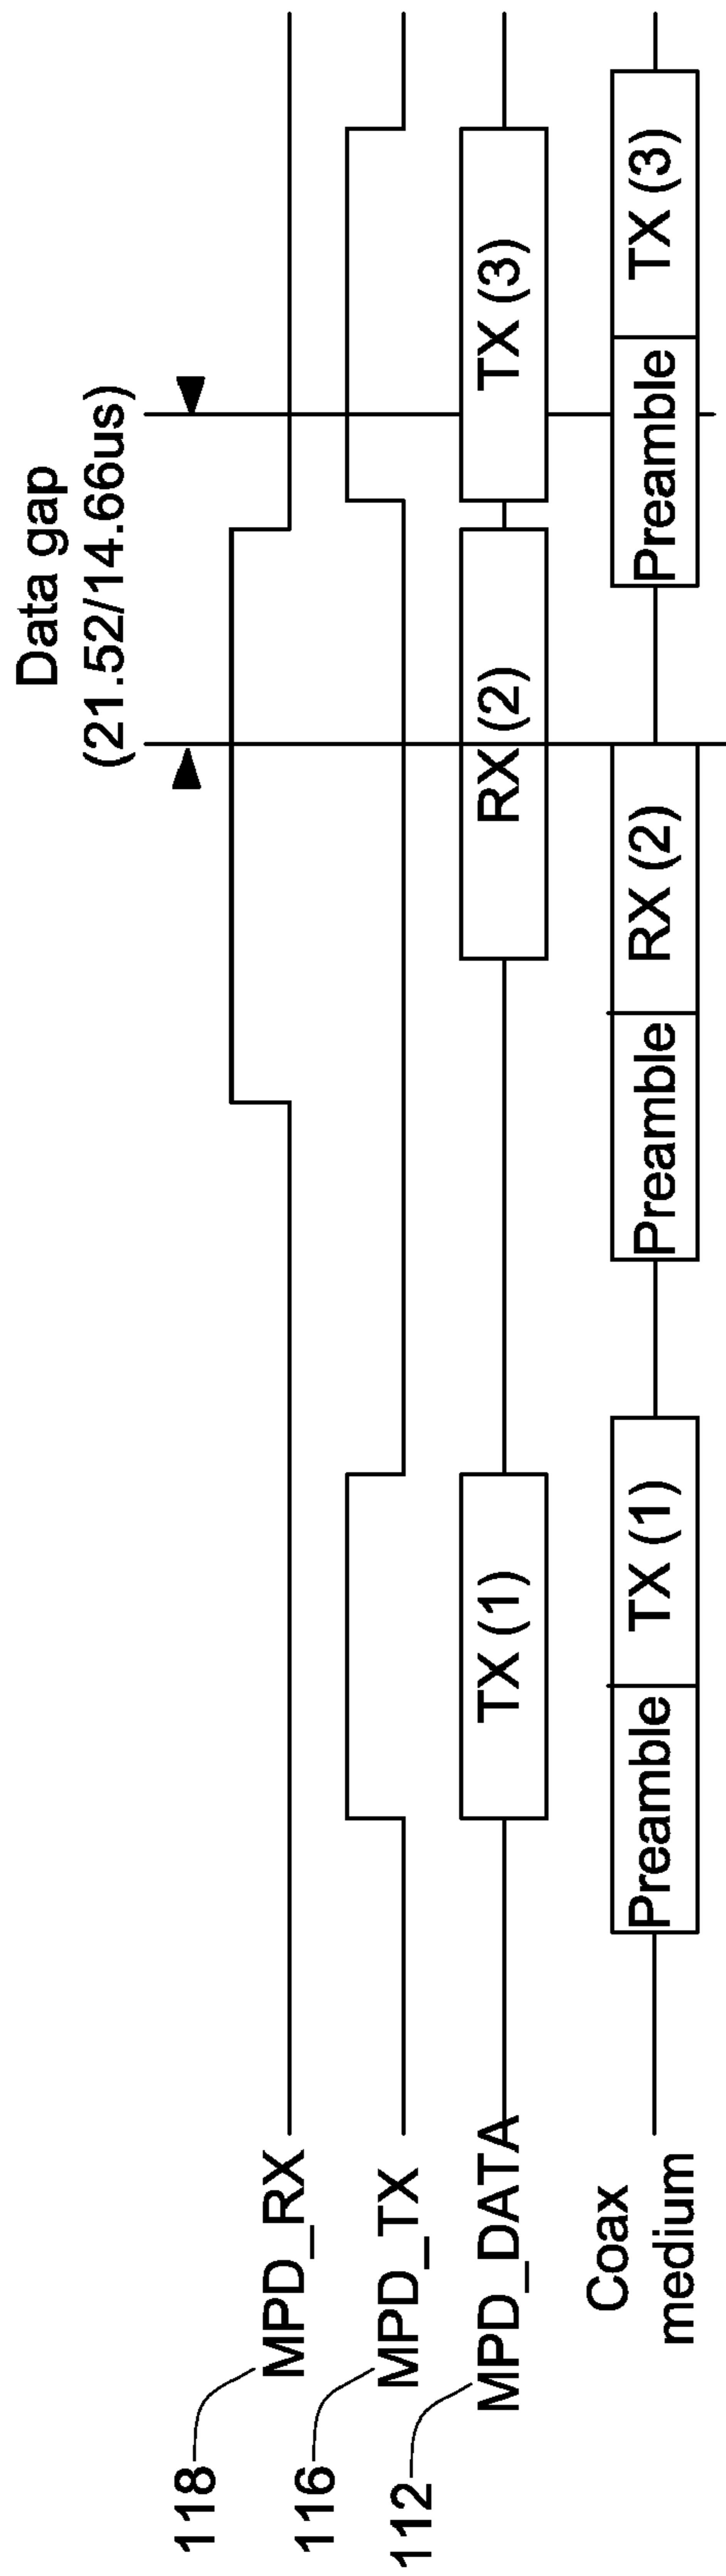 Data gap
(21.52/14.66us)
118
MPD_RX
116
MPD_TX
112
MPD_DATA
TX (1)
RX (2)
TX (3)
Coax
medium
Preamble
TX (1)
Preamble
RX (2)
Preamble
TX (3)